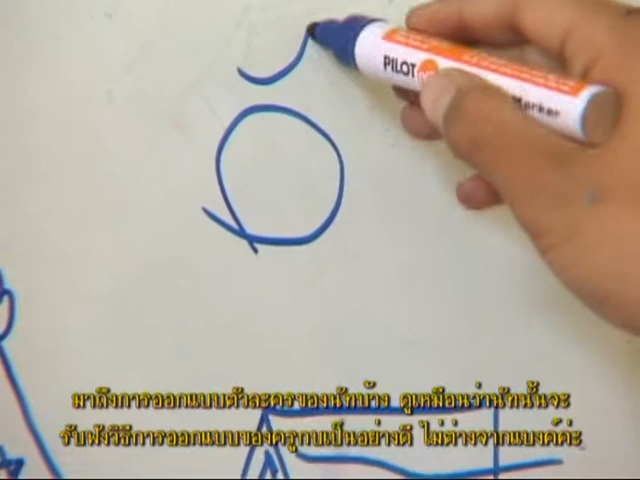 PILOT
Marker
มาถึงการออกแบบตัวละครของนัทบ้าง ดูเหมือนว่านัทนั้นจะ
รับฟังวิธีการออกแบบของครูกบเป็นอย่างดี ไม่ต่างจากแบงค์ค่ะ